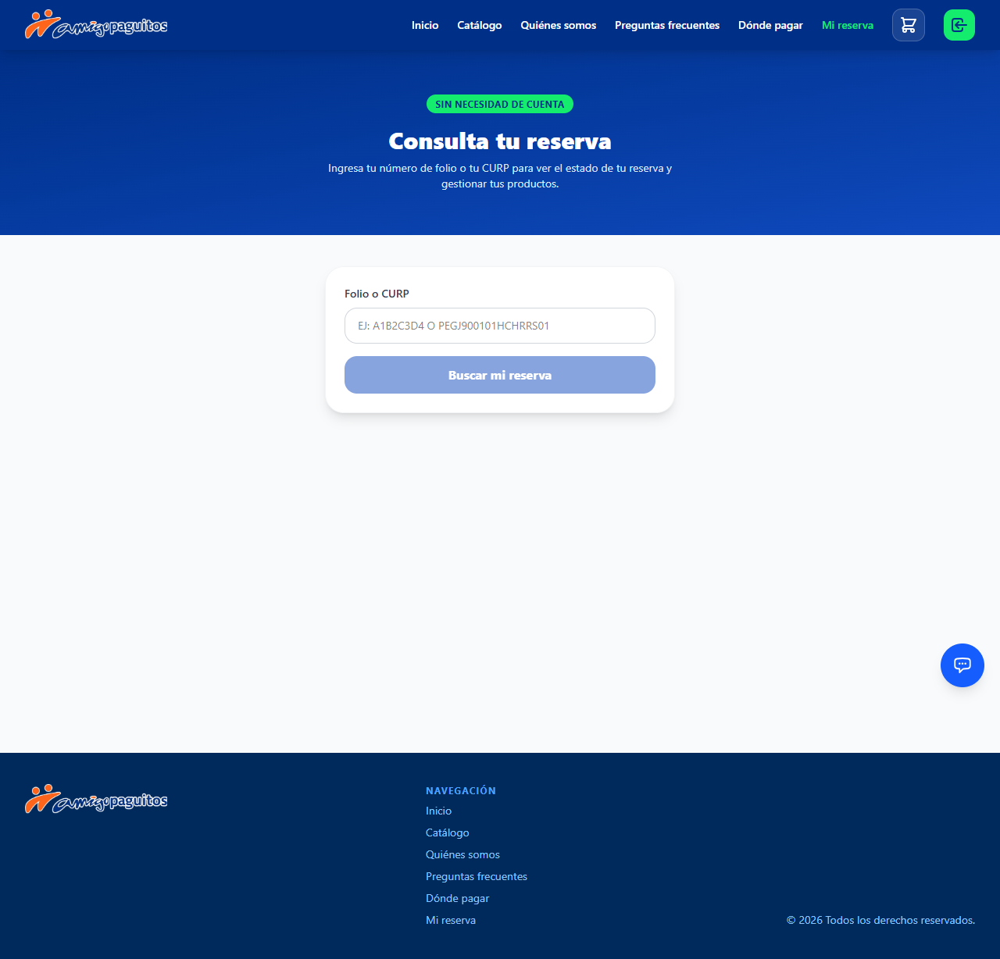 amigopaguitos
Inicio
Catálogo
Quiénes somos
Preguntas frecuentes
Dónde pagar
Mi reserva
SIN NECESIDAD DE CUENTA
Consulta tu reserva
Ingresa tu número de folio o tu CURP para ver el estado de tu reserva y
gestionar tus productos.
Folio o CURP
EJ: A1B2C3D4 O PEGJ900101HCHRRS01
Buscar mi reserva
amigopaguitos
NAVEGACIÓN
Inicio
Catálogo
Quiénes somos
Preguntas frecuentes
Dónde pagar
Mi reserva
© 2026 Todos los derechos reservados.